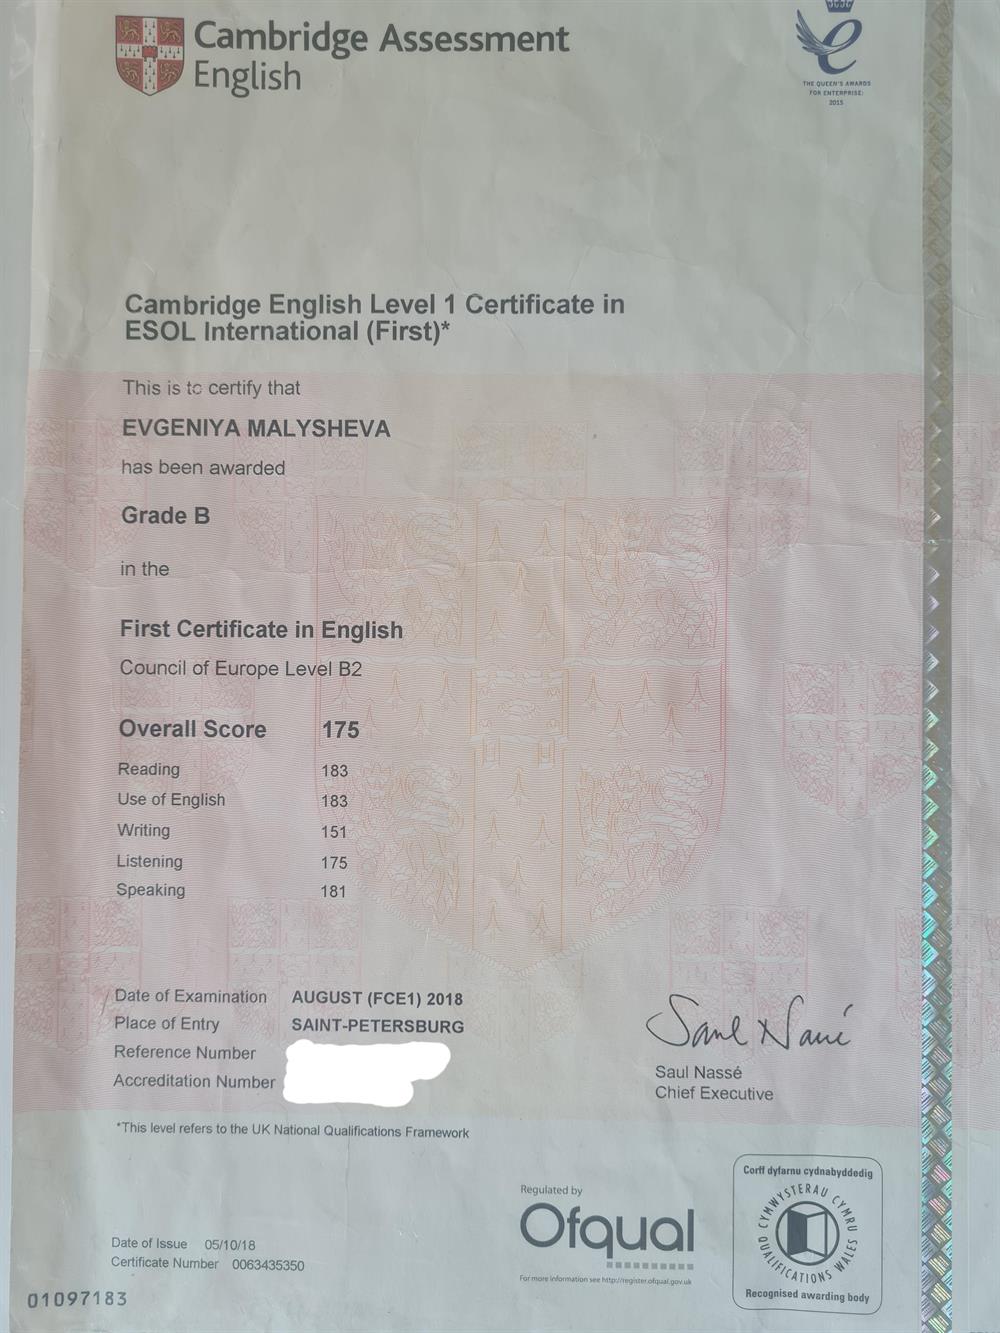 Cambridge Assessment
English
THE QUEEN'S AWARDS
FOR ENTERPRISE:
2015
Cambridge English Level 1 Certificate in
ESOL International (First)*
This is to certify that
EVGENIYA MALYSHEVA
has been awarded
Grade B
in the
First Certificate in English
Council of Europe Level B2
Overall Score 175
Reading 183
Use of English 183
Writing 151
Listening 175
Speaking 181
Date of Examination AUGUST (FCE1) 2018
Place of Entry SAINT-PETERSBURG
Reference Number
Accreditation Number
Saul Nassé
Saul Nassé
Chief Executive
*This level refers to the UK National Qualifications Framework
Regulated by
Ofqual
For more information see http://register.ofqual.gov.uk
Corff dyfarnu cydnabyddedig
CYMWYSTERAU CYMRU
QUALIFICATIONS WALES
Recognised awarding body
Date of Issue 05/10/18
Certificate Number 0063435350
01097183